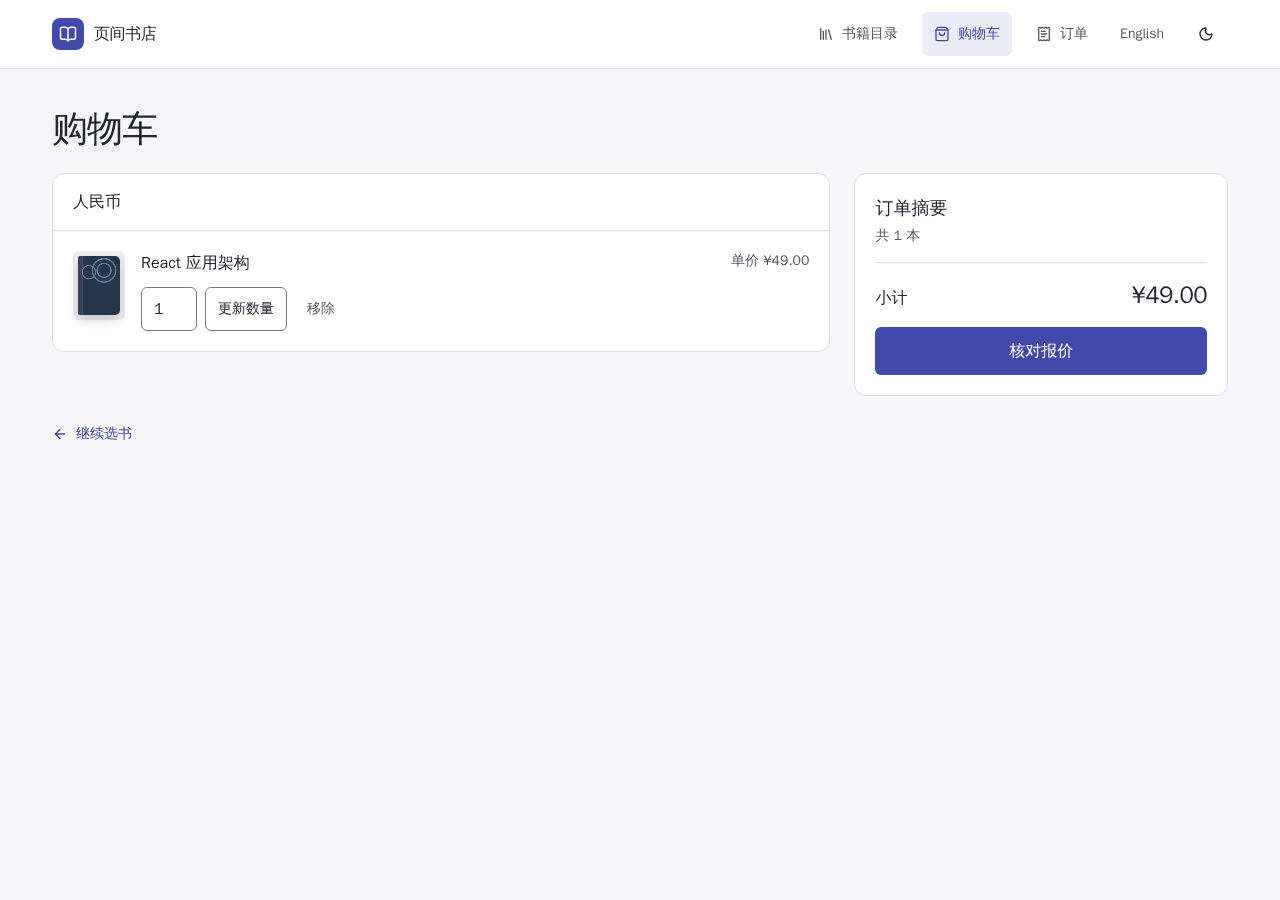 页间书店
书籍目录
购物车
订单
English
购物车
人民币
React 应用架构
单价 ¥49.00
1
更新数量
移除
订单摘要
共 1 本
小计
¥49.00
核对报价
继续选书